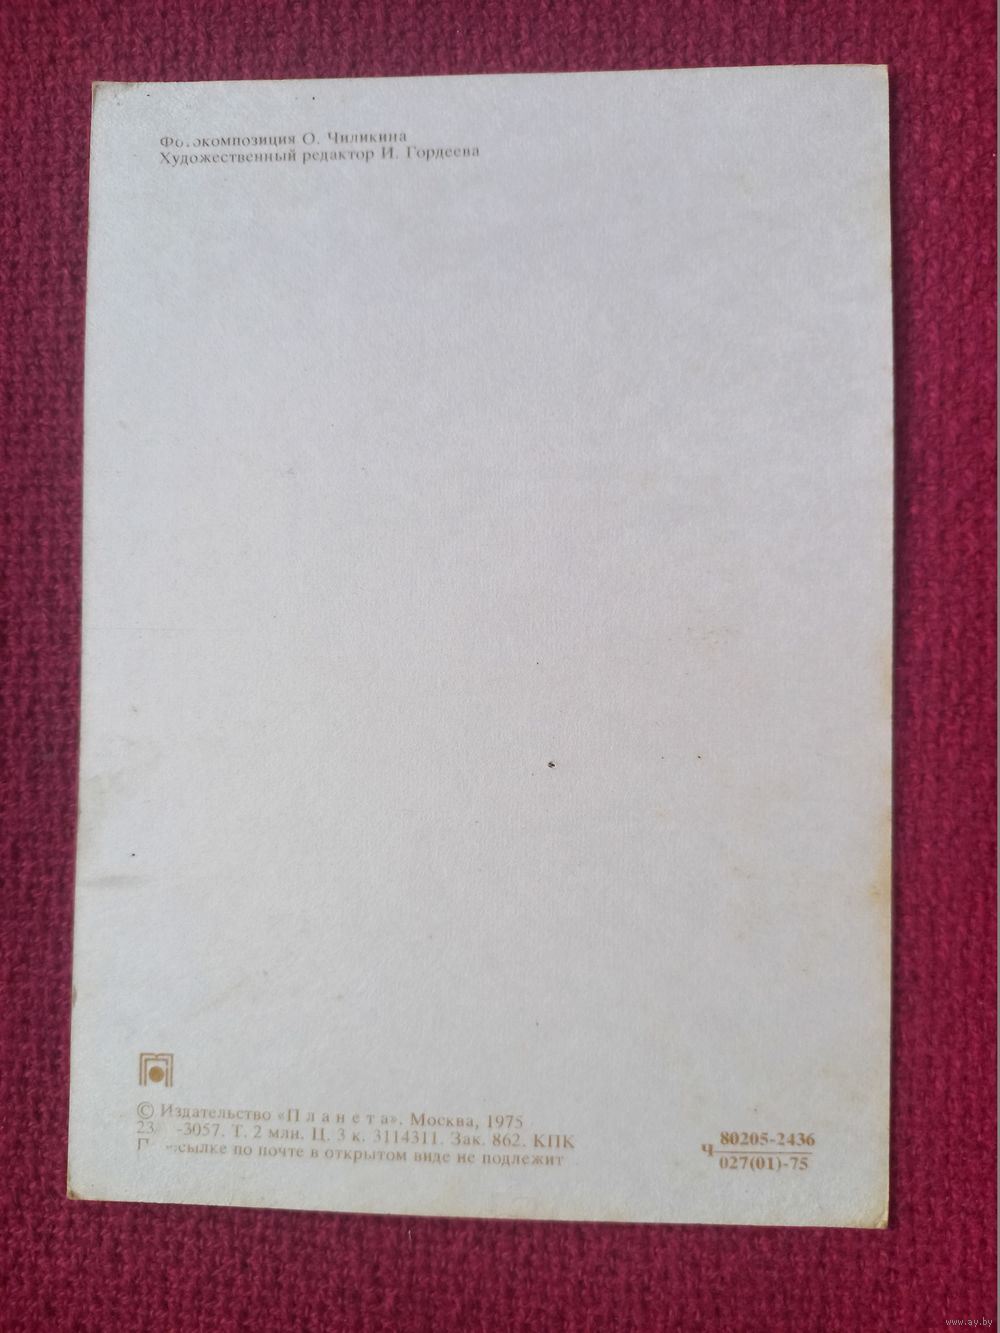 Фотокомпозиция О. Чиликина
Художественный редактор И. Гордеева
© Издательство «Планета». Москва, 1975
-3057. Т. 2 млн. Ц. 3 к. 3114311. Зак. 862. КПК
по почте в открытом виде не подлежит
80205-2436
Ч
027(01)-75
www.ay.by